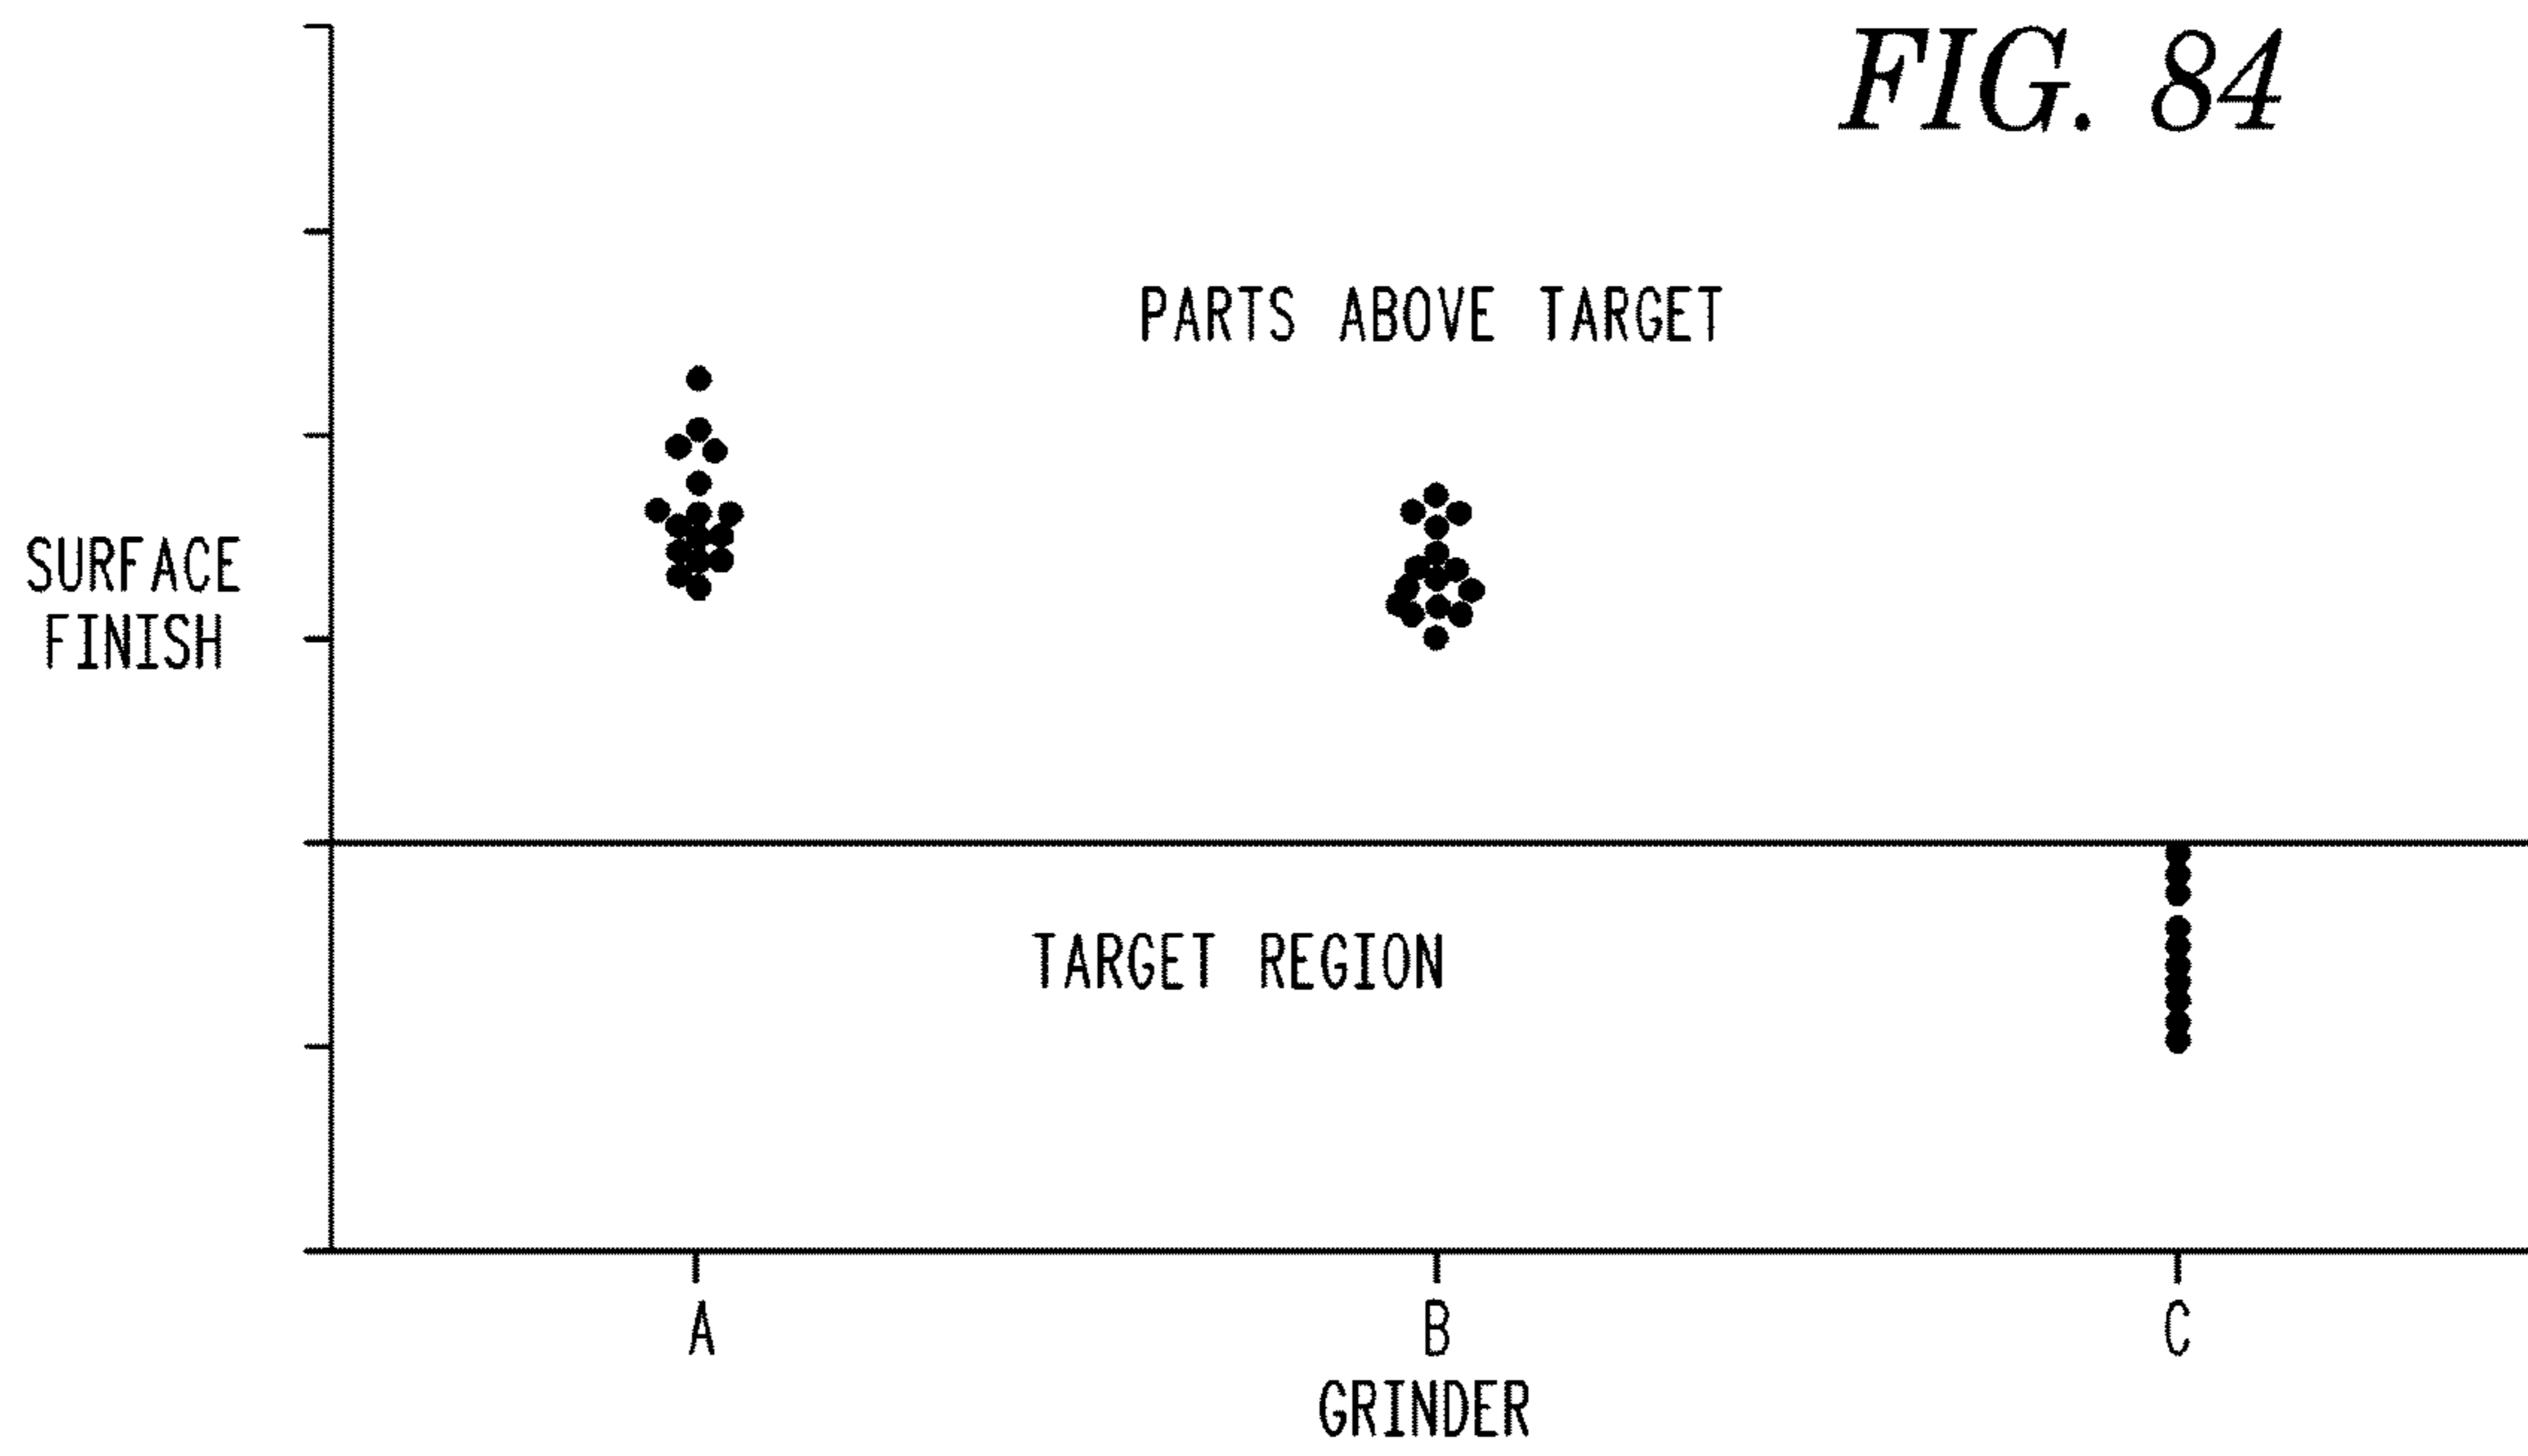 FIG. 84
PARTS ABOVE TARGET
SURFACE
FINISH
TARGET REGION
A
B
C
GRINDER